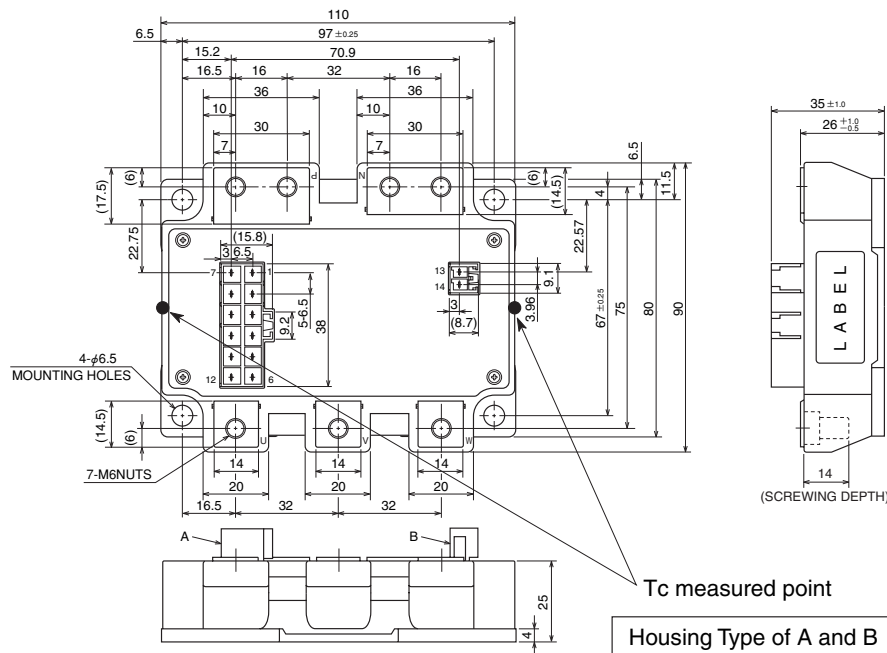 110
6.5 97 ±0.25
15.2 70.9
16.5 16 32 16
36 36
10 10
30 30
7 7
35 ±1.0
26 +1.0 -0.5
6.5
11.5
4
(6)
(17.5)
22.75
P
N
(6)
(14.5)
22.57
(15.8)
3 6.5
7 1
12 6
5-6.5
9.2
38
13
14
3
(8.7)
3.96
9.1
67 ±0.25
75
80
90
LABEL
4-φ6.5
MOUNTING HOLES
(14.5)
(6)
U
V
W
7-M6NUTS
14 14 14
20 20 20
16.5 32 32
14
(SCREWING DEPTH)
A
B
25
4
Tc measured point
Housing Type of A and B